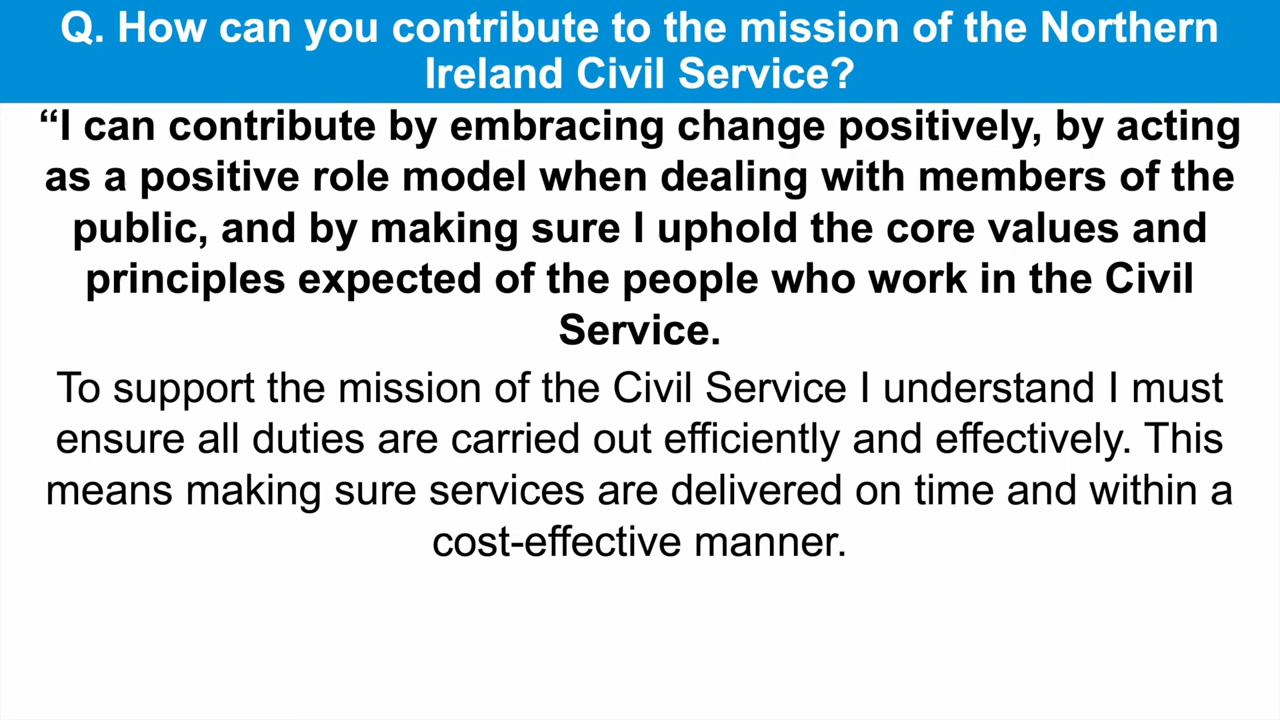 Q. How can you contribute to the mission of the Northern
Ireland Civil Service?
“I can contribute by embracing change positively, by acting
as a positive role model when dealing with members of the
public, and by making sure I uphold the core values and
principles expected of the people who work in the Civil
Service.
To support the mission of the Civil Service I understand I must
ensure all duties are carried out efficiently and effectively. This
means making sure services are delivered on time and within a
cost-effective manner.